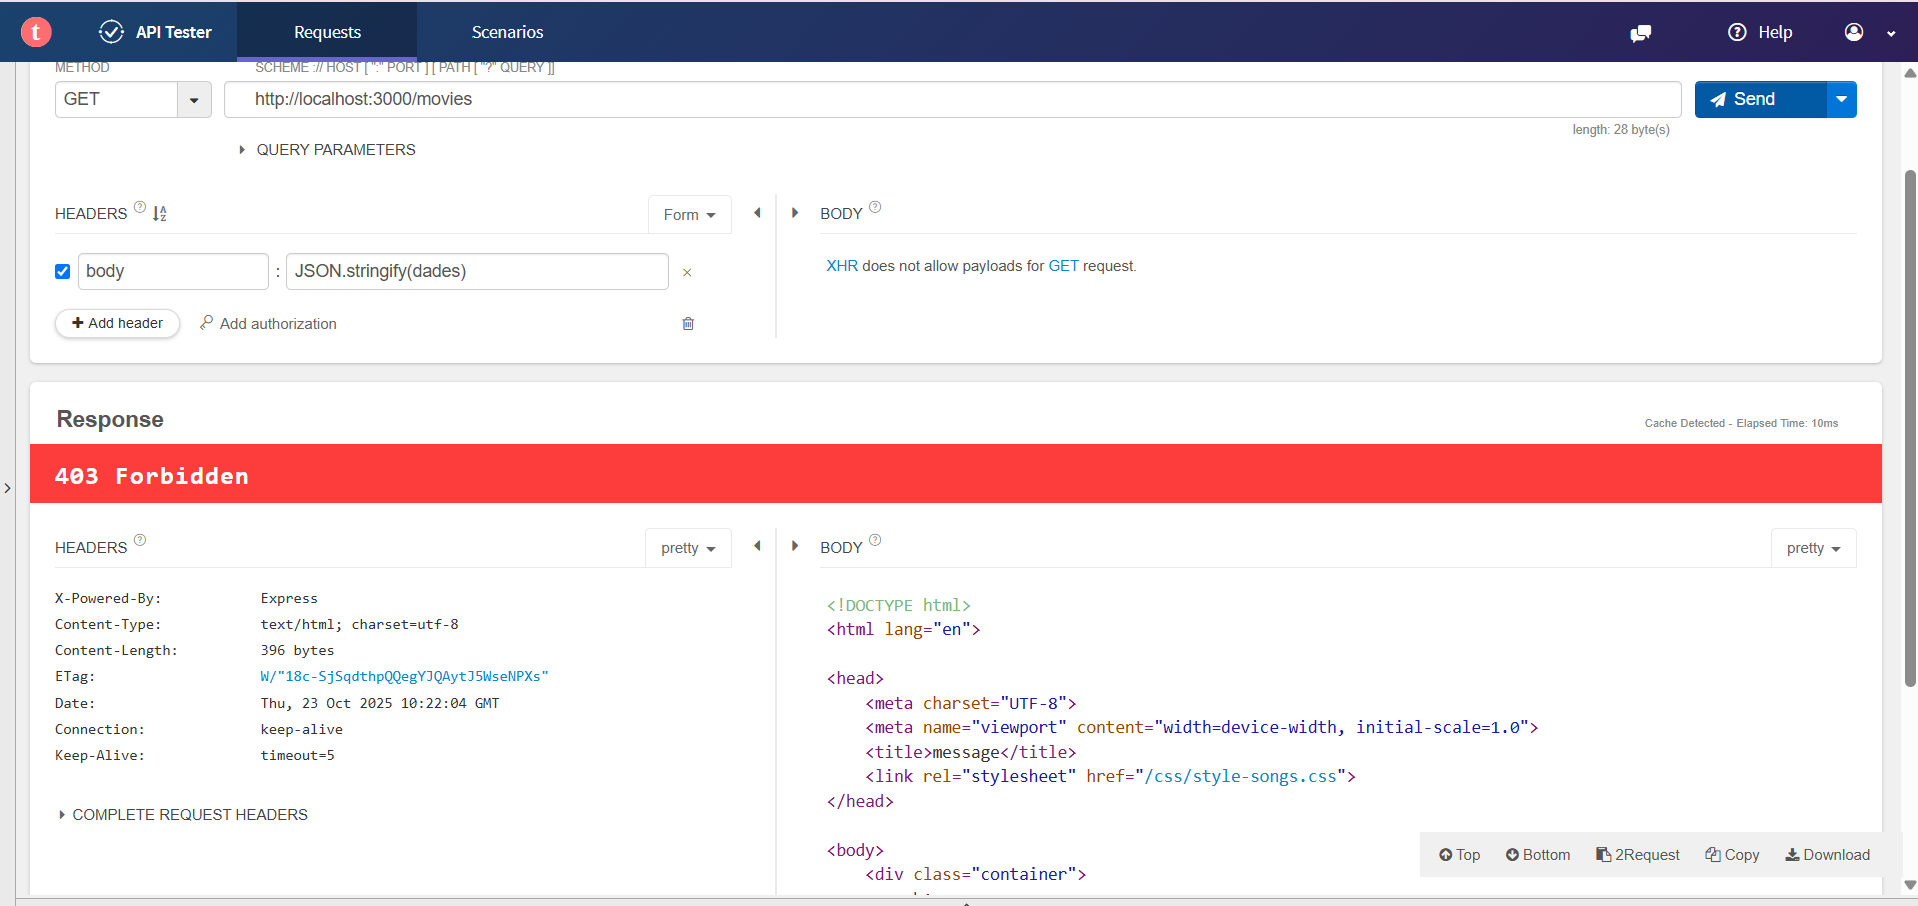 t API Tester Requests Scenarios Help
METHOD SCHEME :// HOST [ ":" PORT ] [ PATH [ "?" QUERY ]]
GET http://localhost:3000/movies Send
length: 28 byte(s)
QUERY PARAMETERS
HEADERS ? Form BODY ?
body : JSON.stringify(dades) ×
XHR does not allow payloads for GET request.
+ Add header Add authorization
Response
Cache Detected - Elapsed Time: 10ms
403 Forbidden
HEADERS ? pretty BODY ? pretty
X-Powered-By: Express
Content-Type: text/html; charset=utf-8
Content-Length: 396 bytes
ETag: W/"18c-SjSqdthpQQegYJQAytJ5WseNPXs"
Date: Thu, 23 Oct 2025 10:22:04 GMT
Connection: keep-alive
Keep-Alive: timeout=5
COMPLETE REQUEST HEADERS
<!DOCTYPE html>
<html lang="en">
<head>
<meta charset="UTF-8">
<meta name="viewport" content="width=device-width, initial-scale=1.0">
<title>message</title>
<link rel="stylesheet" href="/css/style-songs.css">
</head>
<body>
<div class="container">
Top Bottom 2Request Copy Download